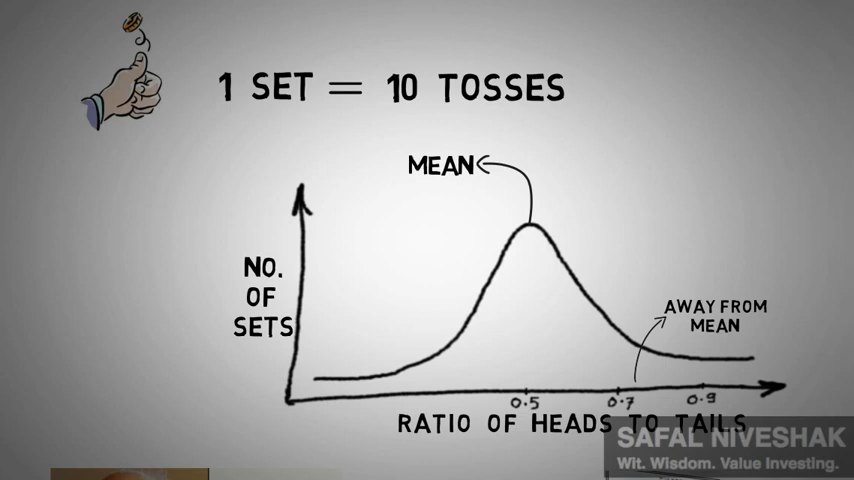 1 SET = 10 TOSSES
MEAN
NO.
OF
SETS
AWAY FROM
MEAN
0.5
0.7
0.9
RATIO OF HEADS TO TAILS
SAFAL NIVESHAK
Wit. Wisdom. Value Investing.